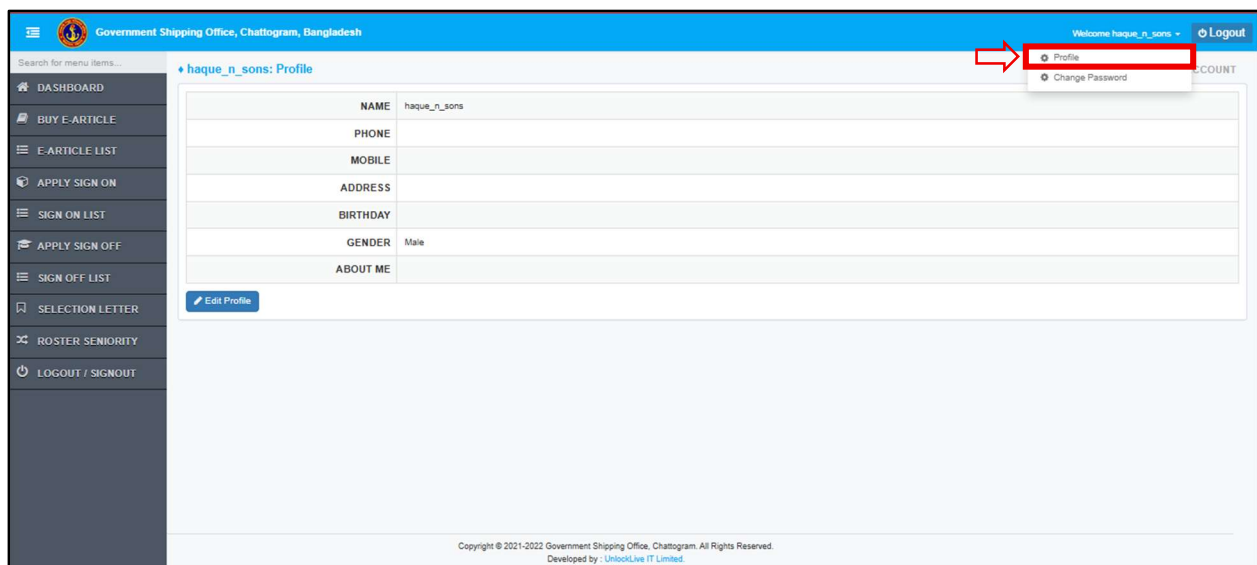 Government Shipping Office, Chattogram, Bangladesh
Welcome haque_n_sons
Logout
Search for menu items...
DASHBOARD
BUY E-ARTICLE
E-ARTICLE LIST
APPLY SIGN ON
SIGN ON LIST
APPLY SIGN OFF
SIGN OFF LIST
SELECTION LETTER
ROSTER SENIORITY
LOGOUT / SIGNOUT
haque_n_sons: Profile
Profile
Change Password
CCOUNT
NAME haque_n_sons
PHONE
MOBILE
ADDRESS
BIRTHDAY
GENDER Male
ABOUT ME
Edit Profile
Copyright © 2021-2022 Government Shipping Office, Chattogram. All Rights Reserved.
Developed by : UnlockLive IT Limited.